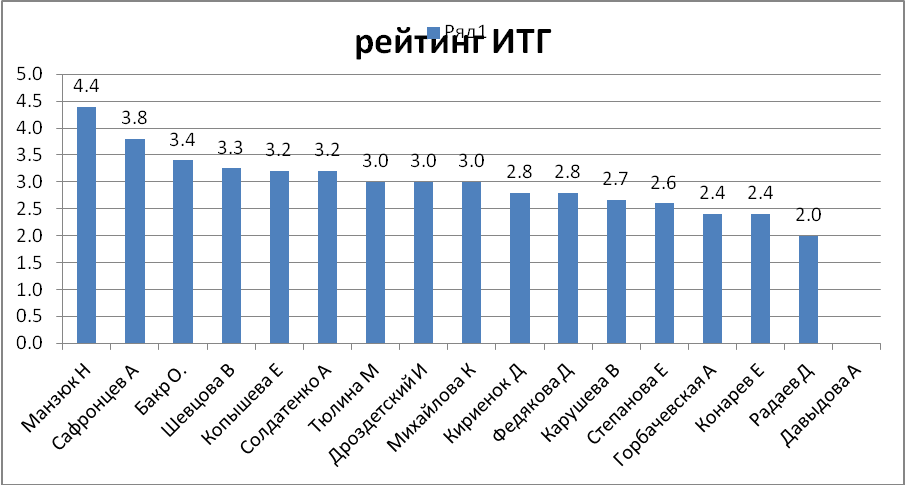 рейтинг ИТГ
Ряд1
5.0
4.5
4.0
3.5
3.0
2.5
2.0
1.5
1.0
0.5
0.0
4.4
3.8
3.4
3.3
3.2
3.2
3.0
3.0
3.0
2.8
2.8
2.7
2.6
2.4
2.4
2.0
Манзюк Н
Сафронцев А
Бакр О.
Шевцова В
Копышева Е
Солдатенко А
Тюлина М
Дроздетский И
Михайлова К
Кириенок Д
Федякова Д
Карушева В
Степанова Е
Горбачевская А
Конарев Е
Радаев Д
Давыдова А